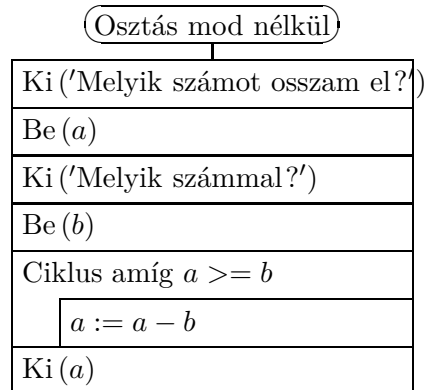 Osztás mod nélkül
Ki ('Melyik számot osszam el?')
Be (a)
Ki ('Melyik számmal?')
Be (b)
Ciklus amíg a >= b
a := a − b
Ki (a)